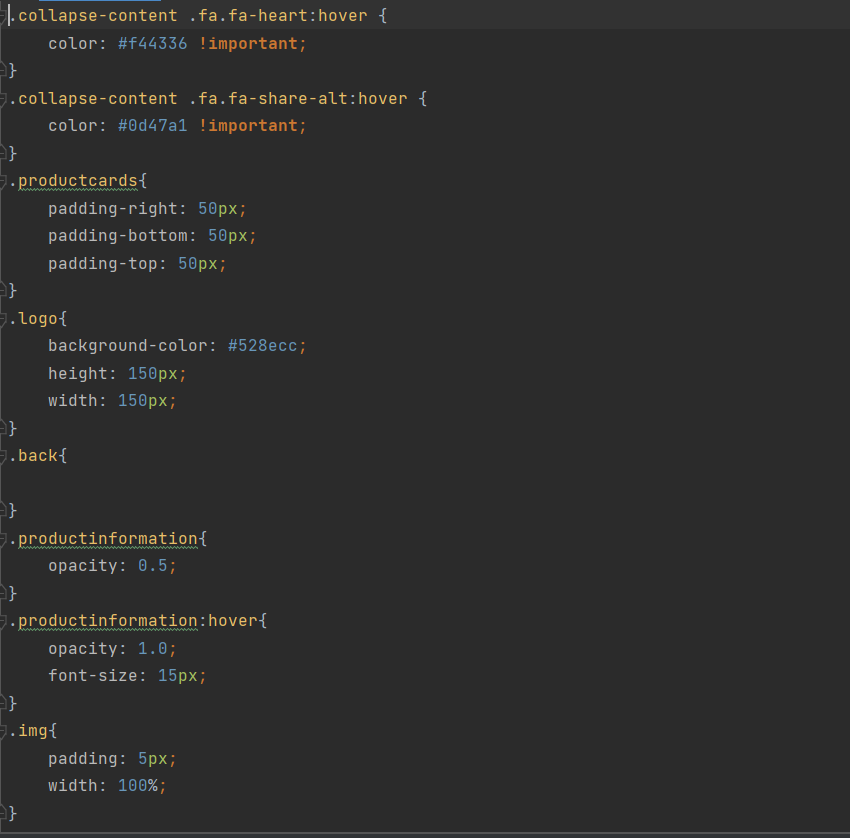 .collapse-content .fa.fa-heart:hover {
    color: #f44336 !important;
}
.collapse-content .fa.fa-share-alt:hover {
    color: #0d47a1 !important;
}
.productcards{
    padding-right: 50px;
    padding-bottom: 50px;
    padding-top: 50px;
}
.logo{
    background-color: #528ecc;
    height: 150px;
    width: 150px;
}
.back{

}
.productinformation{
    opacity: 0.5;
}
.productinformation:hover{
    opacity: 1.0;
    font-size: 15px;
}
.img{
    padding: 5px;
    width: 100%;
}